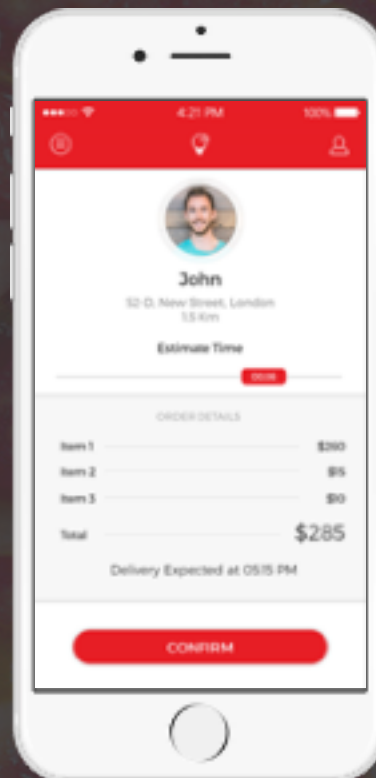 4:21 PM 100%
John
52-D, New Street, London
1.5 Km
Estimate Time
ORDER DETAILS
Item 1 $260
Item 2 $15
Item 3 $10
Total $285
Delivery Expected at 05:15 PM
CONFIRM